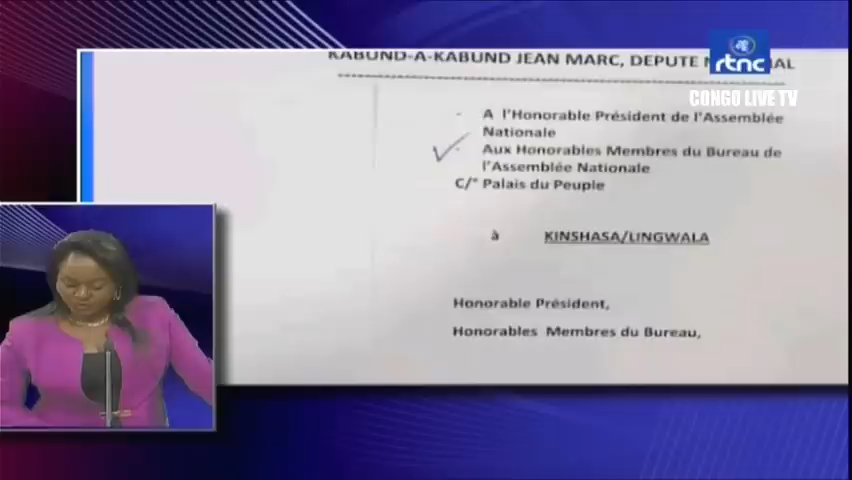 KABUND-A-KABUND JEAN MARC, DEPUTE
rtnc
CONGO LIVE TV
- A l'Honorable Président de l'Assemblée
Nationale
- Aux Honorables Membres du Bureau de
l'Assemblée Nationale
C/° Palais du Peuple
à KINSHASA/LINGWALA
Honorable Président,
Honorables Membres du Bureau,